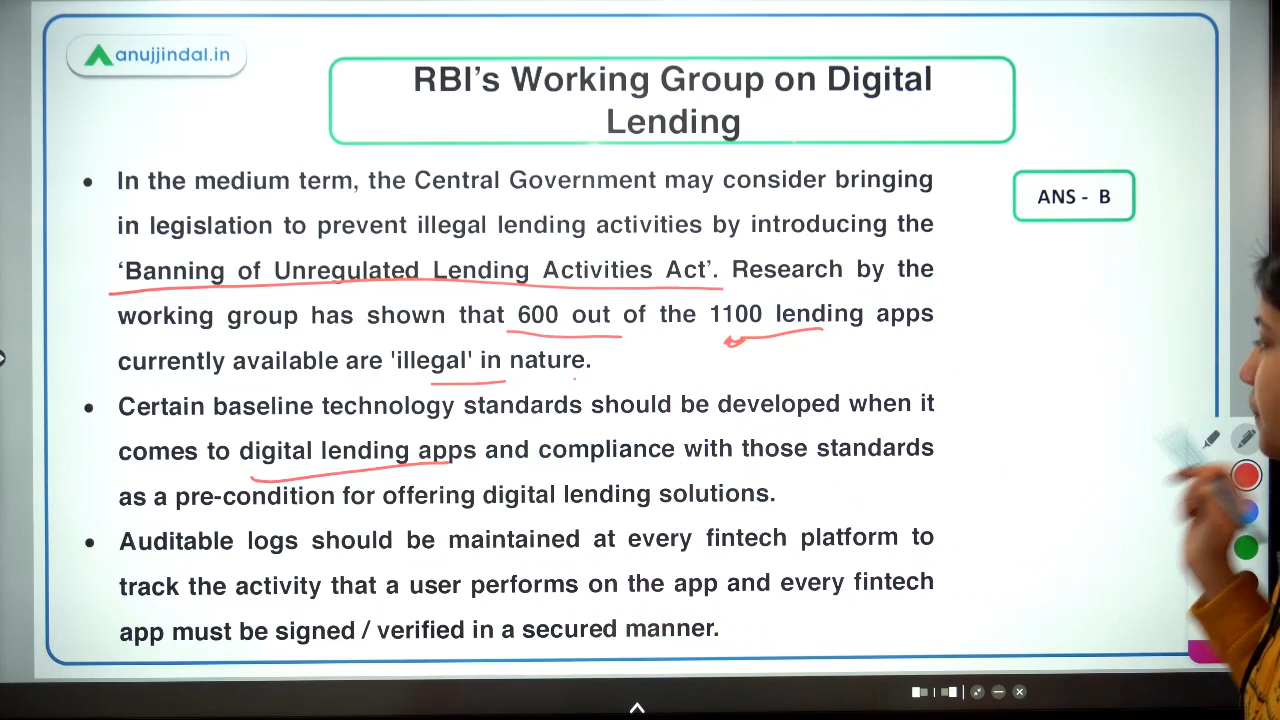 anujjindal.in
RBI's Working Group on Digital
Lending
• In the medium term, the Central Government may consider bringing
in legislation to prevent illegal lending activities by introducing the
'Banning of Unregulated Lending Activities Act'. Research by the
working group has shown that 600 out of the 1100 lending apps
currently available are 'illegal' in nature.
ANS - B
• Certain baseline technology standards should be developed when it
comes to digital lending apps and compliance with those standards
as a pre-condition for offering digital lending solutions.
• Auditable logs should be maintained at every fintech platform to
track the activity that a user performs on the app and every fintech
app must be signed / verified in a secured manner.